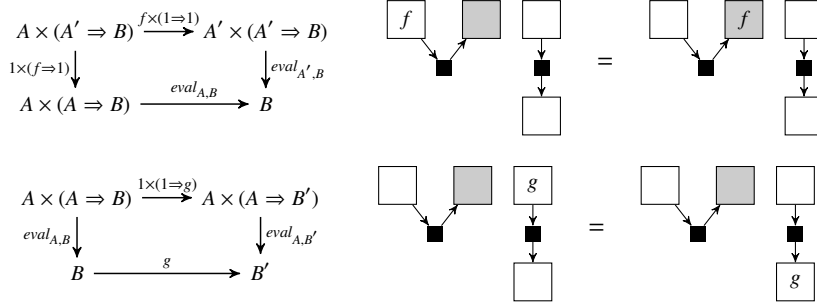 A × (A′ ⇒ B) f×(1⇒1) A′ × (A′ ⇒ B)
1×(f⇒1) eval_{A′,B}
A × (A ⇒ B) eval_{A,B} B
f = f
A × (A ⇒ B) 1×(1⇒g) A × (A ⇒ B′)
eval_{A,B} eval_{A,B′}
B g B′
g = g